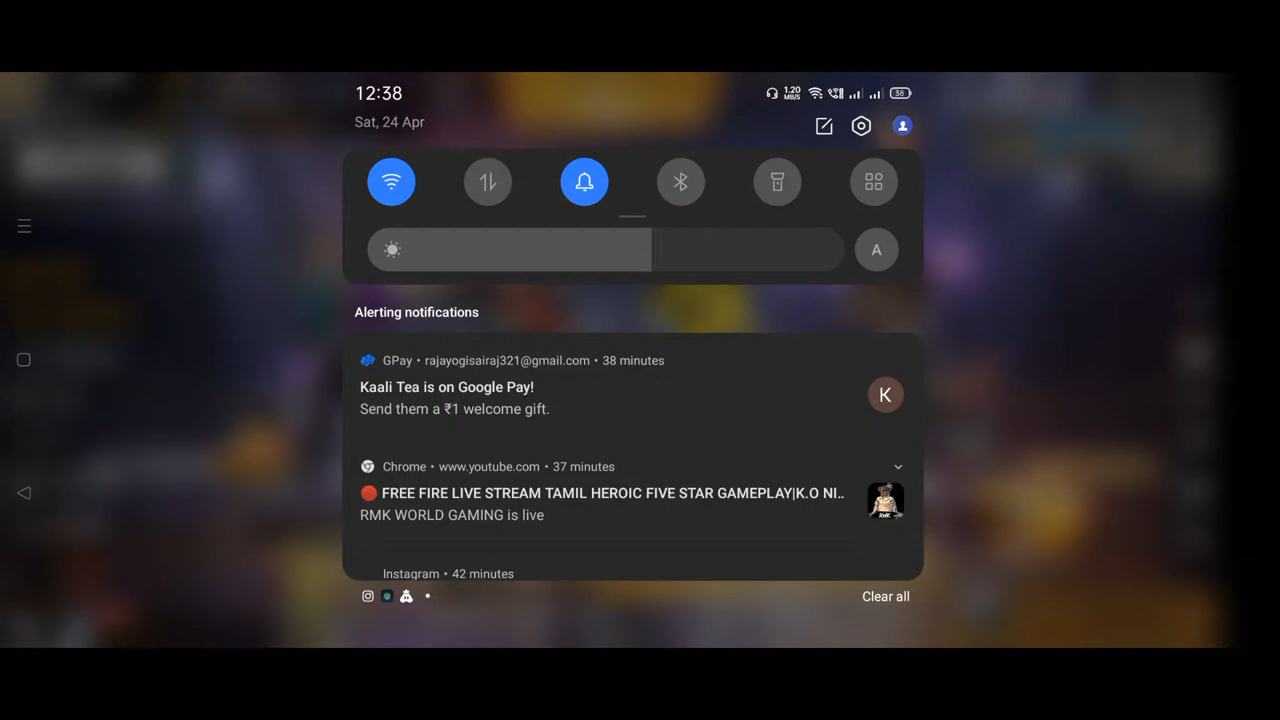 12:38
1.20 MB/S
38
Sat, 24 Apr
A
Alerting notifications
GPay • rajayogisairaj321@gmail.com • 38 minutes
Kaali Tea is on Google Pay!
Send them a ₹1 welcome gift.
K
Chrome • www.youtube.com • 37 minutes
🔴 FREE FIRE LIVE STREAM TAMIL HEROIC FIVE STAR GAMEPLAY|K.O NI..
RMK WORLD GAMING is live
RMK
Instagram • 42 minutes
Clear all